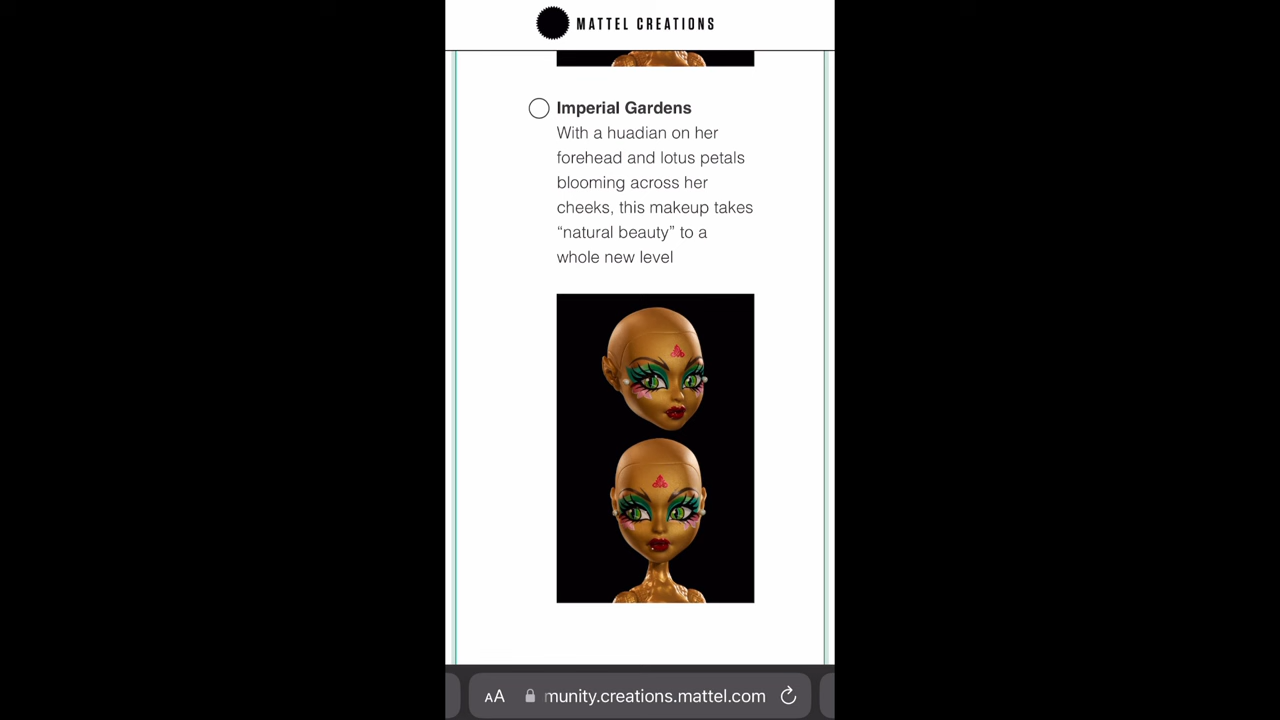 MATTEL CREATIONS
Imperial Gardens
With a huadian on her
forehead and lotus petals
blooming across her
cheeks, this makeup takes
“natural beauty” to a
whole new level
AA munity.creations.mattel.com